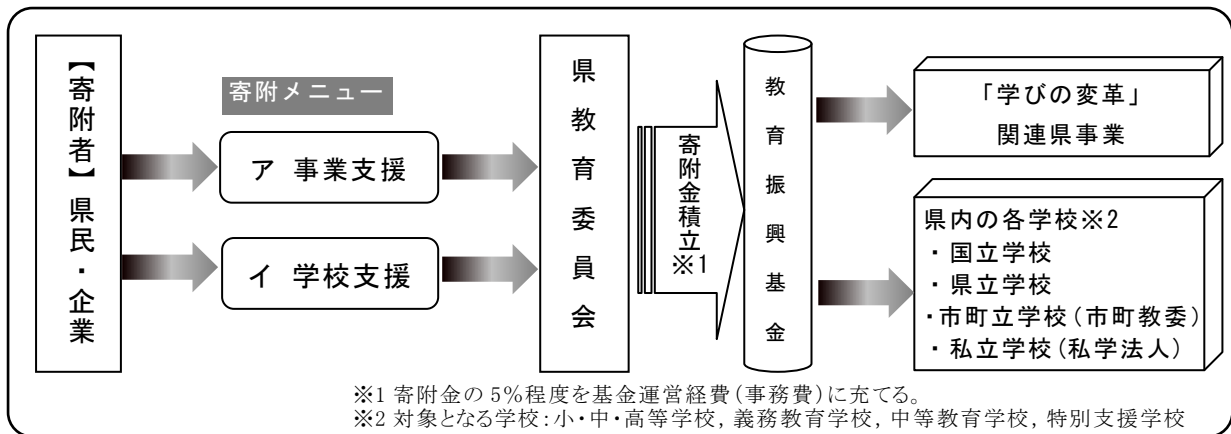 【寄附者】県民・企業
寄附メニュー
ア 事業支援
イ 学校支援
県教育委員会
寄附金積立※1
教育振興基金
「学びの変革」
関連県事業
県内の各学校※2
・国立学校
・県立学校
・市町立学校(市町教委)
・私立学校(私学法人)
※1 寄附金の5%程度を基金運営経費(事務費)に充てる。
※2 対象となる学校:小・中・高等学校, 義務教育学校, 中等教育学校, 特別支援学校